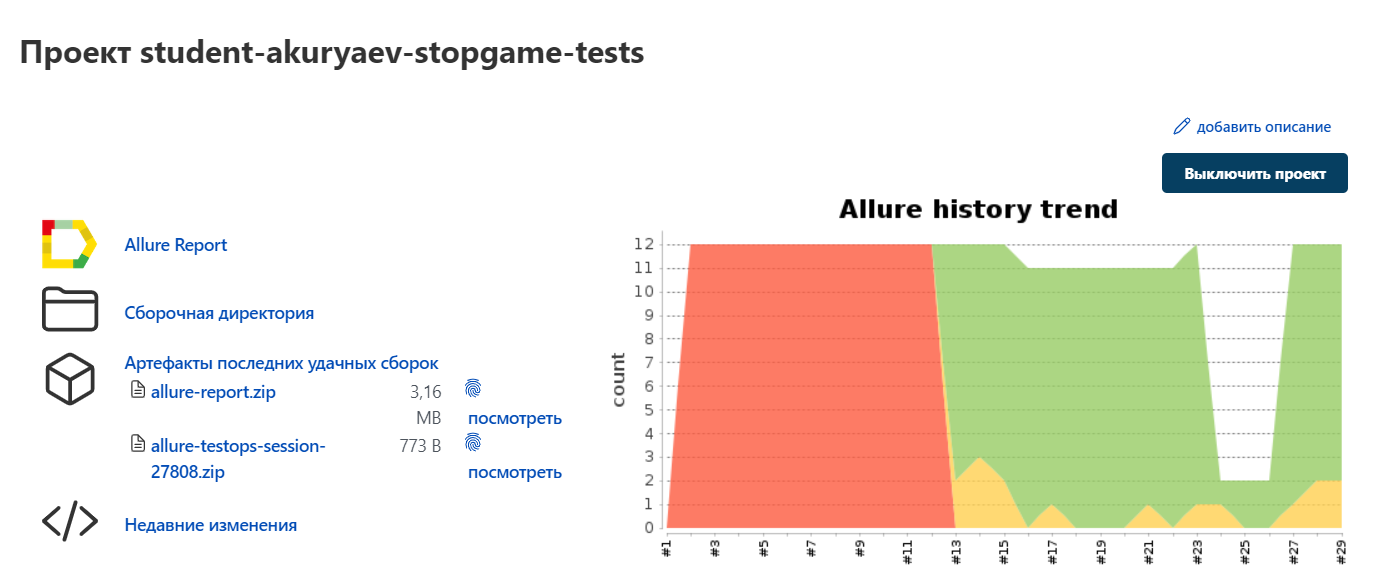 Проект student-akuryaev-stopgame-tests
добавить описание
Выключить проект
Allure Report
Сборочная директория
Артефакты последних удачных сборок
allure-report.zip 3,16 MB посмотреть
allure-testops-session-27808.zip 773 B посмотреть
Недавние изменения
Allure history trend
count
12
11
10
9
8
7
6
5
4
3
2
1
0
#1 #3 #5 #7 #9 #11 #13 #15 #17 #19 #21 #23 #25 #27 #29